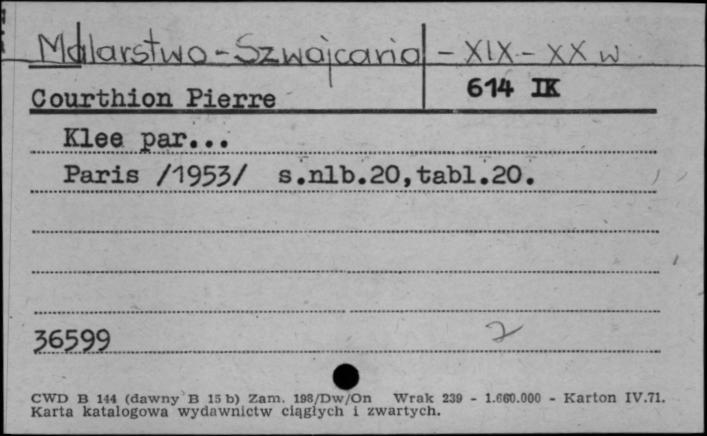 Malarstwo - Szwajcaria - XIX - XX w
Courthion Pierre 614 IK
Klee par...
Paris /1953/ s.nlb.20,tabl.20.
36599
CWD B 144 (dawny B 15 b) Zam. 198/Dw/On Wrak 239 - 1.660.000 - Karton IV.71.
Karta katalogowa wydawnictw ciągłych i zwartych.